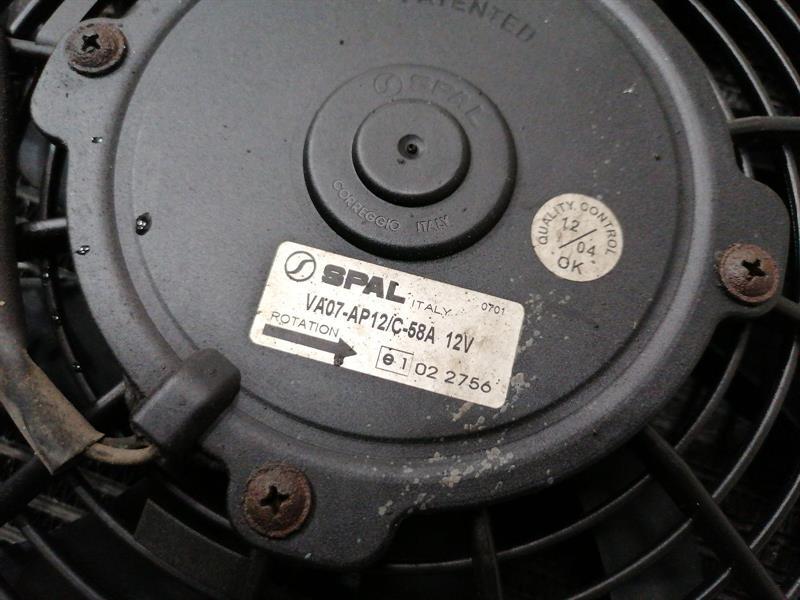 PATENTED
SPAL
CORREGGIO ITALY
QUALITY CONTROL
12/04
OK
SPAL ITALY 0701
VA07-AP12/C-58A 12V
ROTATION
e1 02 2756